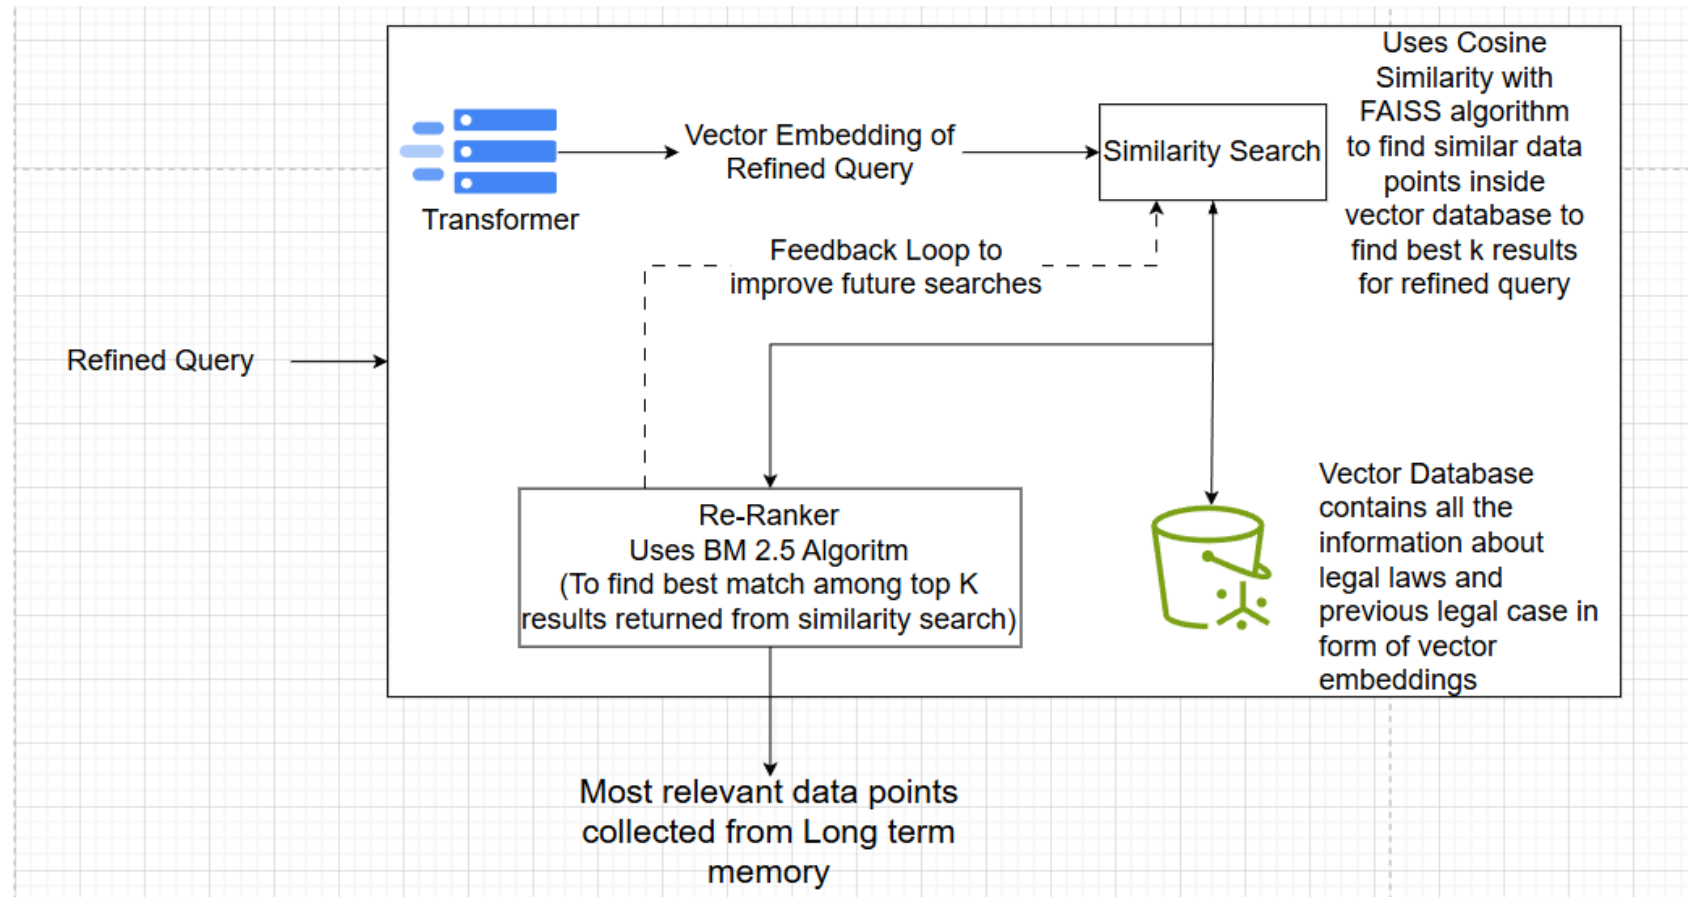 Uses Cosine
Similarity with
FAISS algorithm
to find similar data
points inside
vector database to
find best k results
for refined query
Transformer
Vector Embedding of
Refined Query
Similarity Search
Feedback Loop to
improve future searches
Refined Query
Re-Ranker
Uses BM 2.5 Algoritm
(To find best match among top K
results returned from similarity search)
Vector Database
contains all the
information about
legal laws and
previous legal case in
form of vector
embeddings
Most relevant data points
collected from Long term
memory